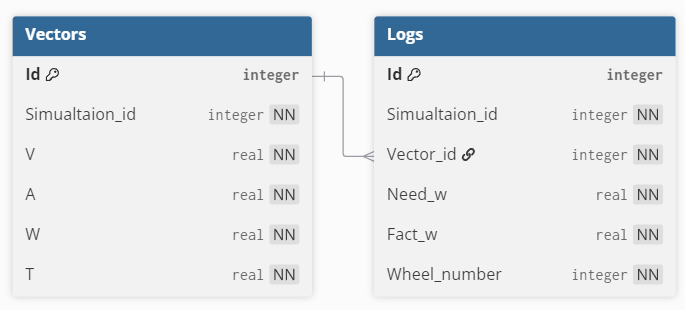 Vectors
Id integer
Simualtaion_id integer NN
V real NN
A real NN
W real NN
T real NN
Logs
Id integer
Simualtaion_id integer NN
Vector_id integer NN
Need_w real NN
Fact_w real NN
Wheel_number integer NN